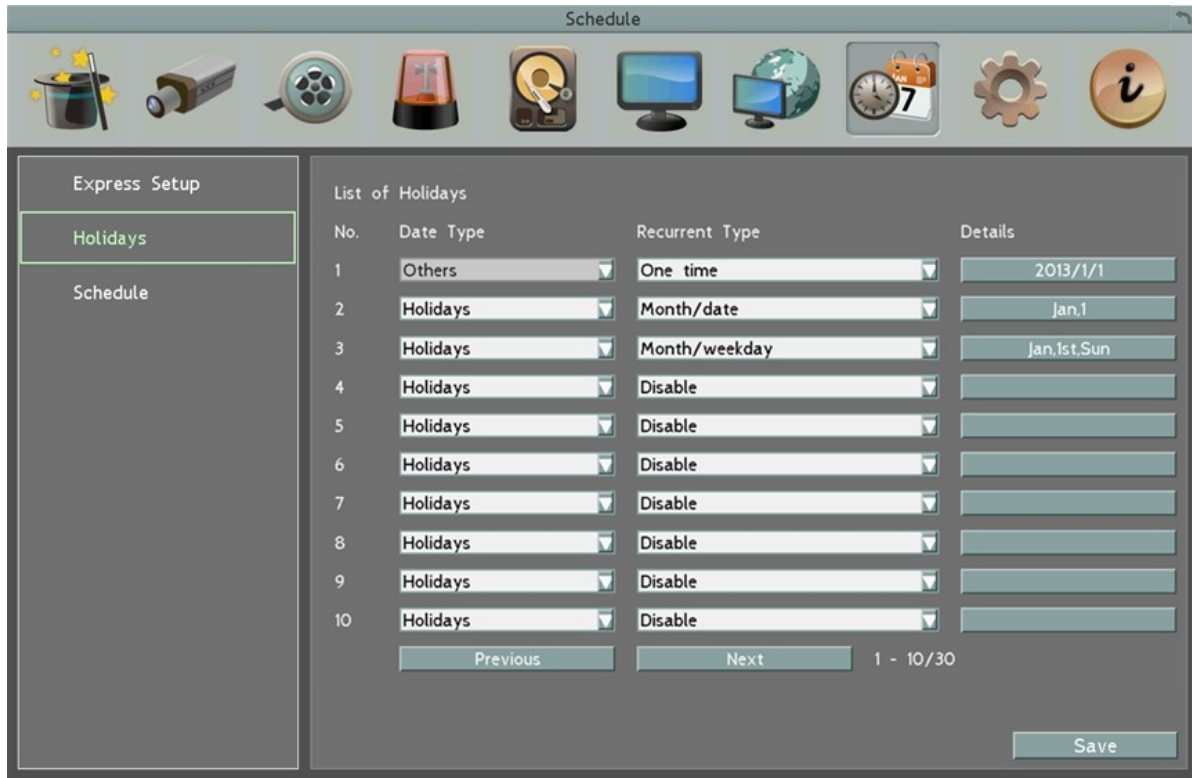 Schedule
JAN
7
i
Express Setup
Holidays
Schedule
List of Holidays
No. Date Type Recurrent Type Details
1 Others One time 2013/1/1
2 Holidays Month/date Jan,1
3 Holidays Month/weekday Jan,1st,Sun
4 Holidays Disable
5 Holidays Disable
6 Holidays Disable
7 Holidays Disable
8 Holidays Disable
9 Holidays Disable
10 Holidays Disable
Previous Next 1 - 10/30
Save